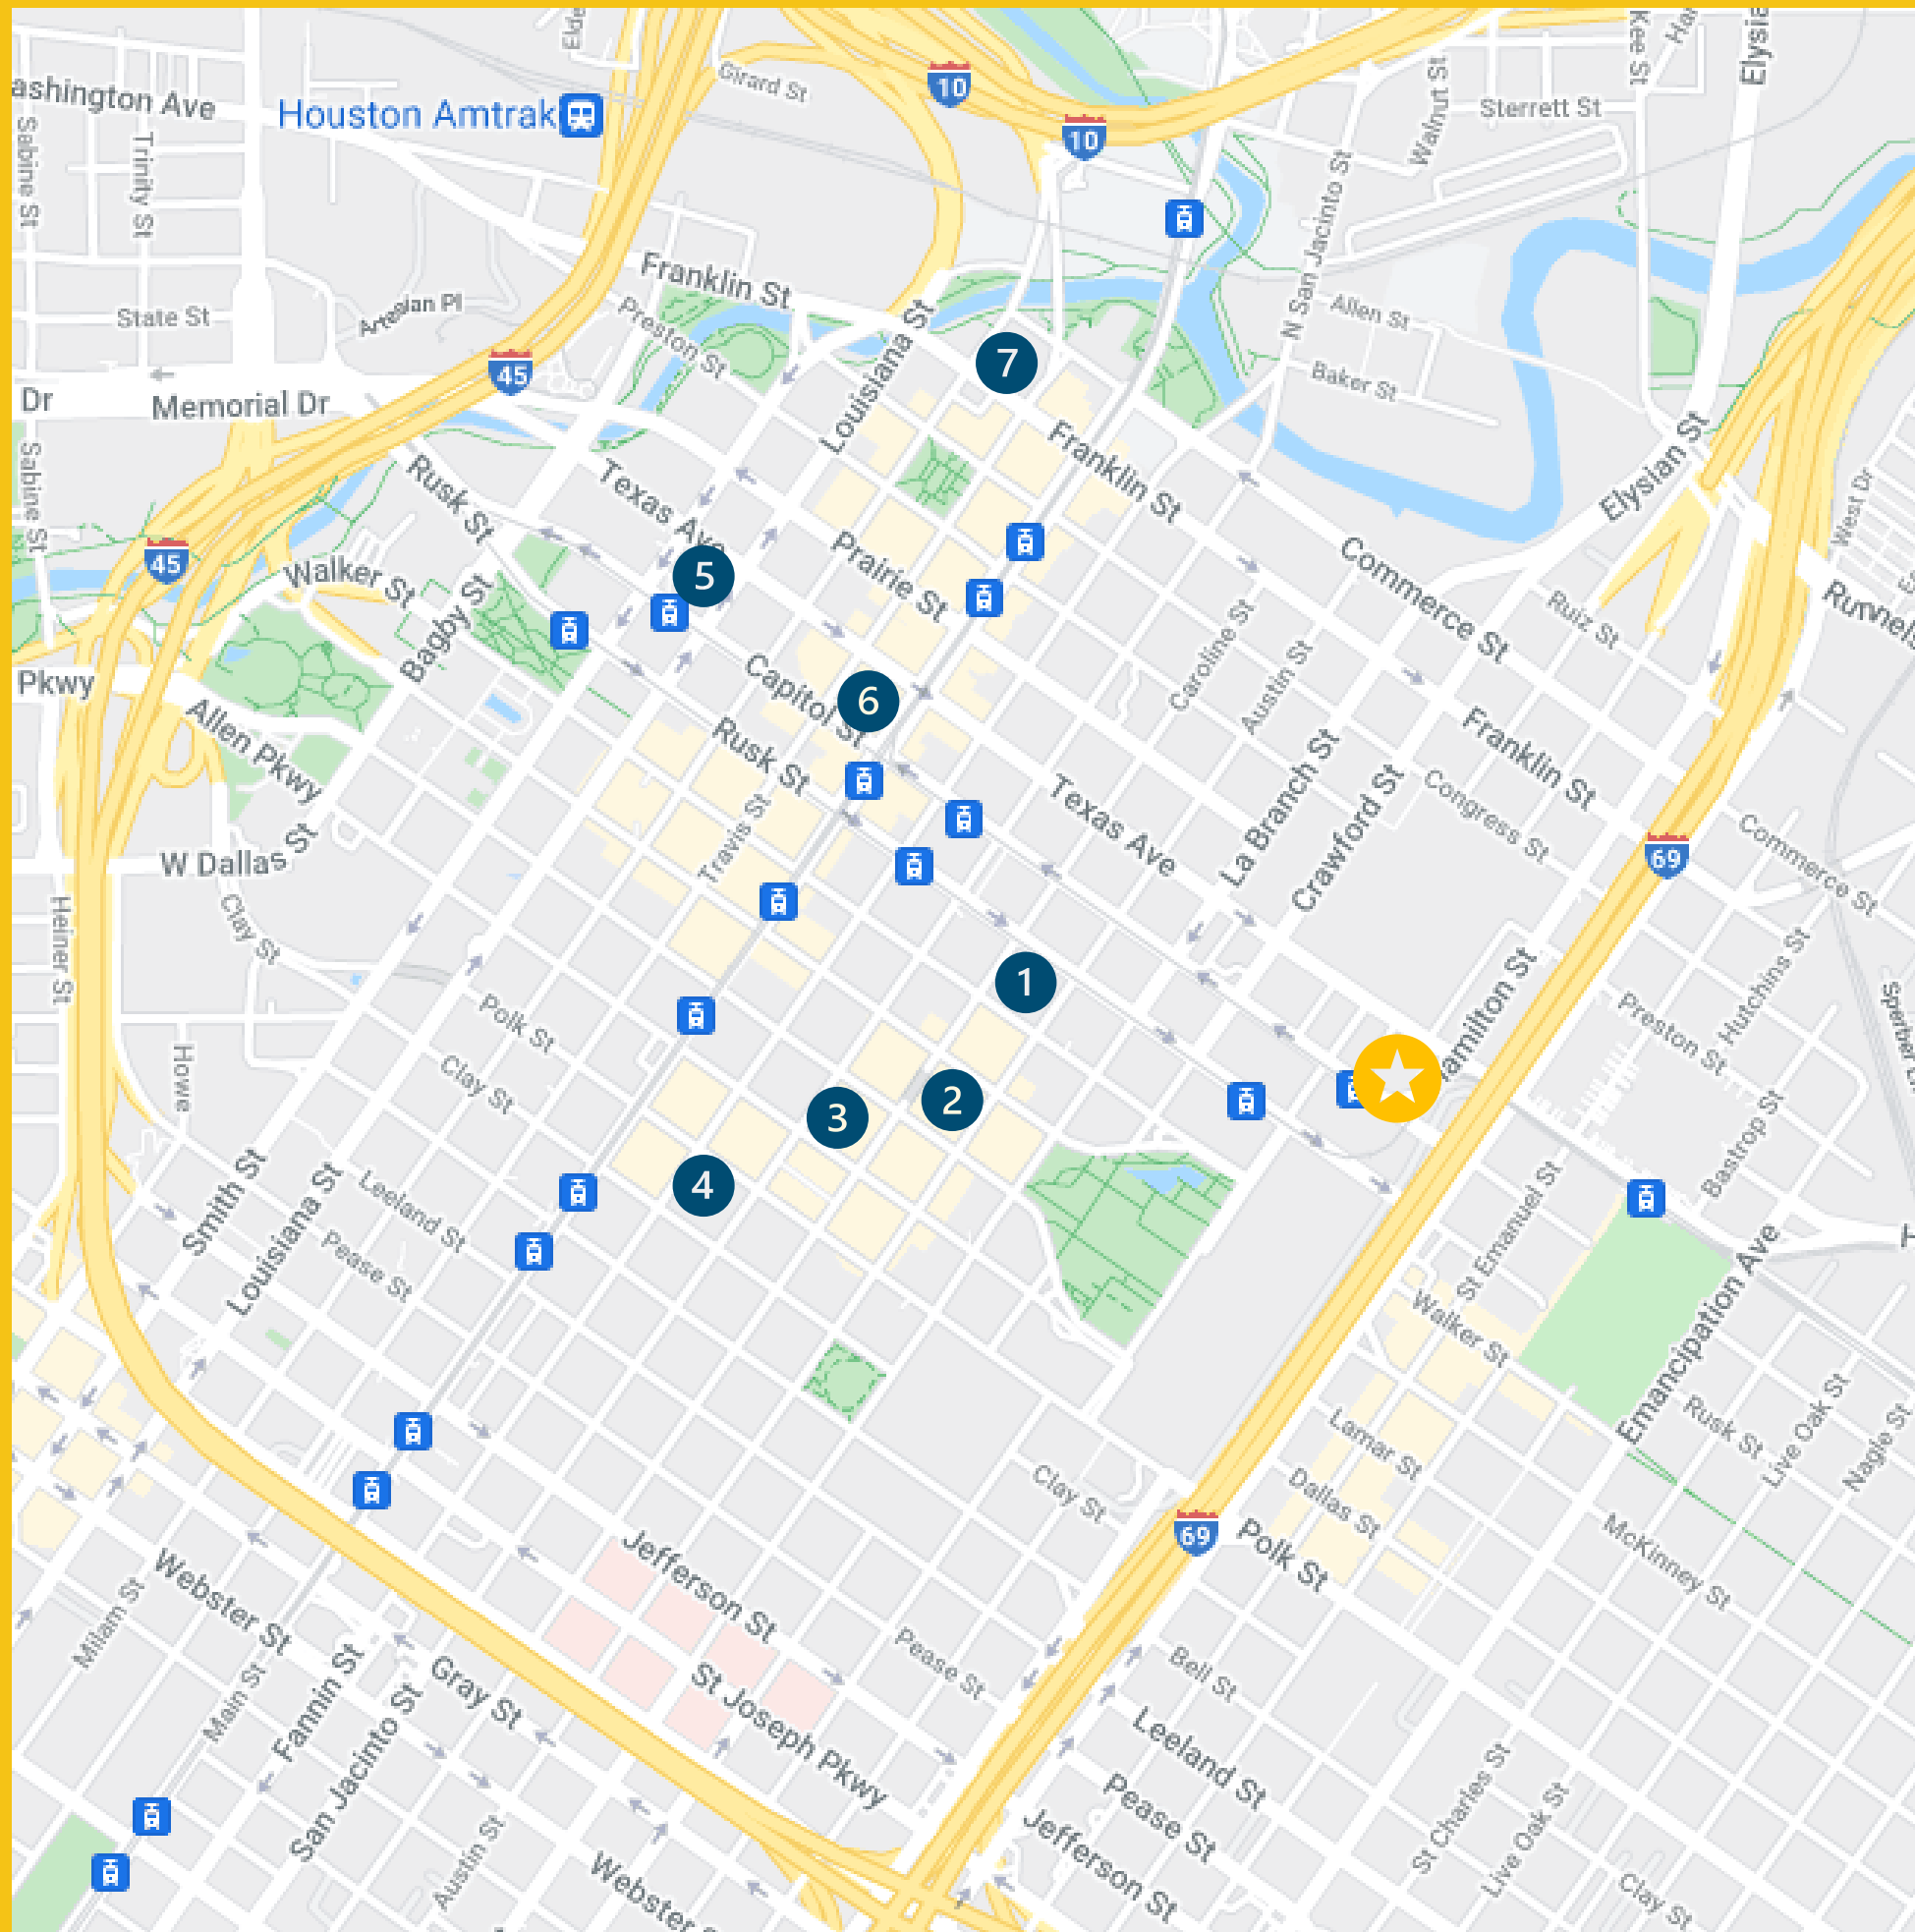 Elysia
Kee St
Girard St
10
Walnut St
Sterrett St
ashington Ave
Houston Amtrak
10
Sabine St
Trinity St
N San Jacinto St
Franklin St
Artesian Pl
State St
Preston St
Louisiana St
Allen St
45
7
Baker St
Dr
Memorial Dr
Elysian St
Franklin St
Sabine St
Rusk St
Texas Ave
West Dr
45
Walker St
Prairie St
Commerce St
5
Bagby St
Caroline St
Austin St
Ruiz St
Runnels
Pkwy
Capitol St
6
Allen Pkwy
Rusk St
Franklin St
Texas Ave
La Branch St
Crawford St
Congress St
Travis St
69
Commerce St
W Dallas St
Heiner St
Clay St
1
Hamilton St
Hutchins St
Polk St
Preston St
Howe
Clay St
2
3
Bastrop St
4
Smith St
Louisiana St
Leeland St
Pease St
St Emanuel St
Walker St
Emancipation Ave
Rusk St
Live Oak St
Nagle St
Lamar St
Clay St
Dallas St
69
Polk St
McKinney St
Jefferson St
Webster St
Milam St
Main St
Fannin St
San Jacinto St
Gray St
St Joseph Pkwy
Pease St
Bell St
Leeland St
Pease St
Jefferson St
St Charles St
Live Oak St
Austin St
Webster S
Clay St